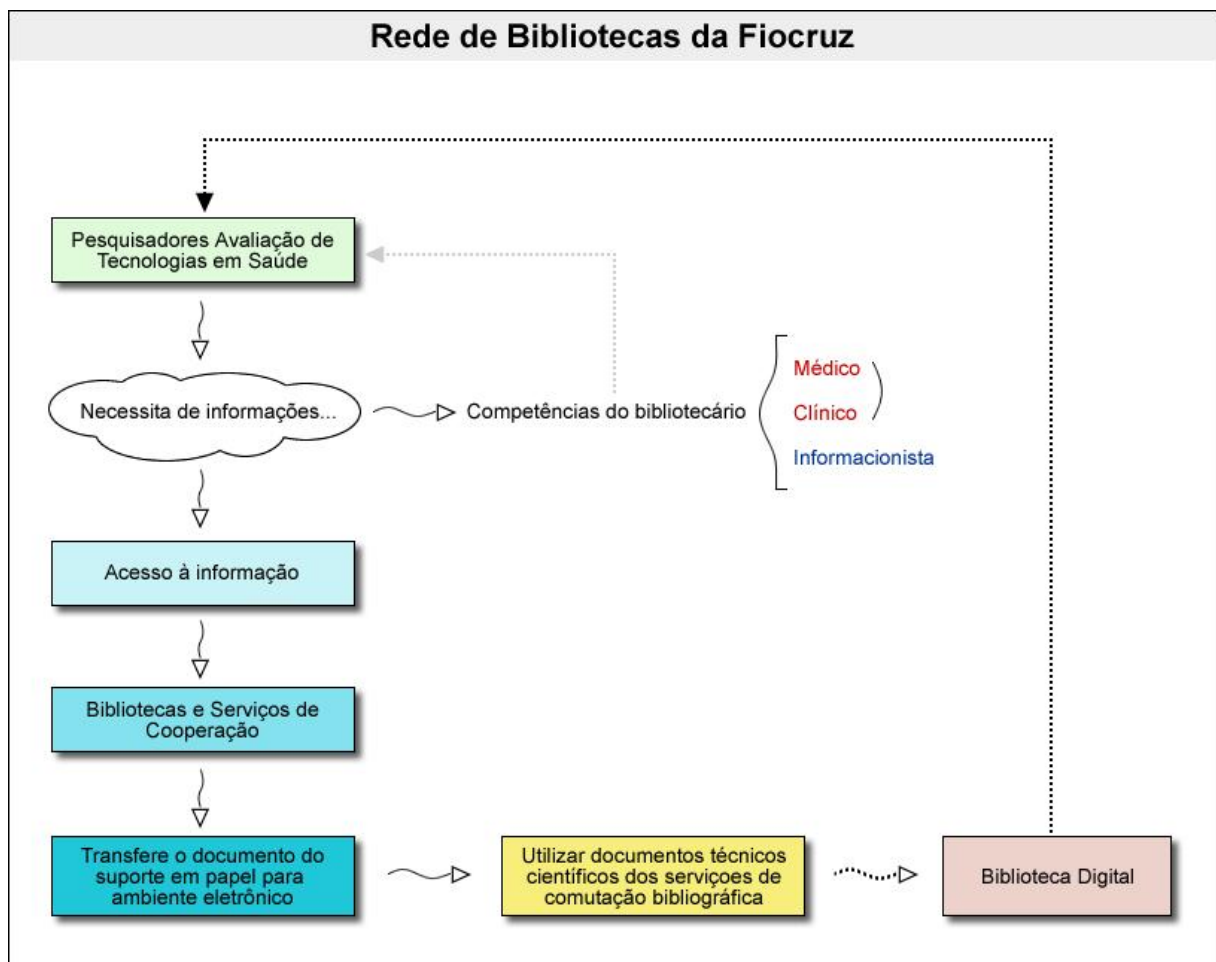 Rede de Bibliotecas da Fiocruz
Pesquisadores Avaliação de
Tecnologias em Saúde
Necessita de informações...
Competências do bibliotecário
Médico
Clínico
Informacionista
Acesso à informação
Bibliotecas e Serviços de
Cooperação
Transfere o documento do
suporte em papel para
ambiente eletrônico
Utilizar documentos técnicos
científicos dos serviçoes de
comutação bibliográfica
Biblioteca Digital